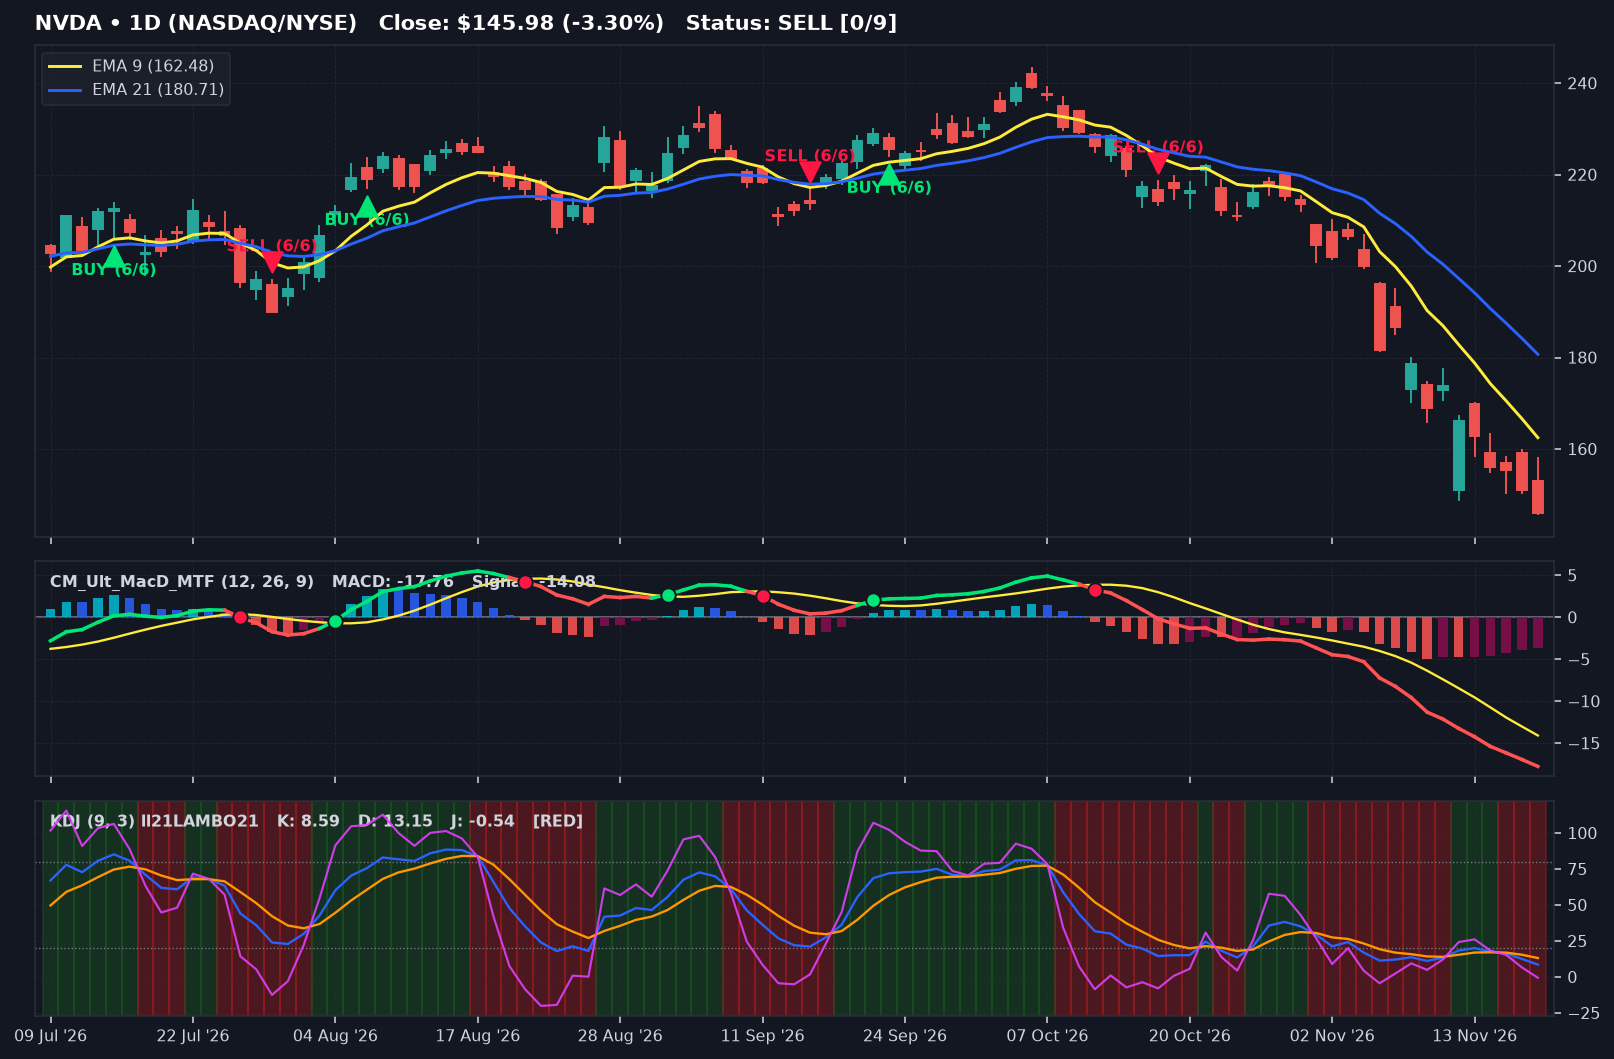 NVDA • 1D (NASDAQ/NYSE)   Close: $145.98 (-3.30%)   Status: SELL [0/9]
EMA 9 (162.48)
EMA 21 (180.71)
240
220
200
180
160
BUY (6/6)
SELL (6/6)
BUY (6/6)
SELL (6/6)
BUY (6/6)
SELL (6/6)
CM_Ult_MacD_MTF (12, 26, 9)   MACD: -17.76   Signal: -14.08
5
0
−5
−10
−15
KDJ (9, 3) II21LAMBO21   K: 8.59   D: 13.15   J: -0.54   [RED]
100
75
50
25
0
−25
09 Jul '26
22 Jul '26
04 Aug '26
17 Aug '26
28 Aug '26
11 Sep '26
24 Sep '26
07 Oct '26
20 Oct '26
02 Nov '26
13 Nov '26